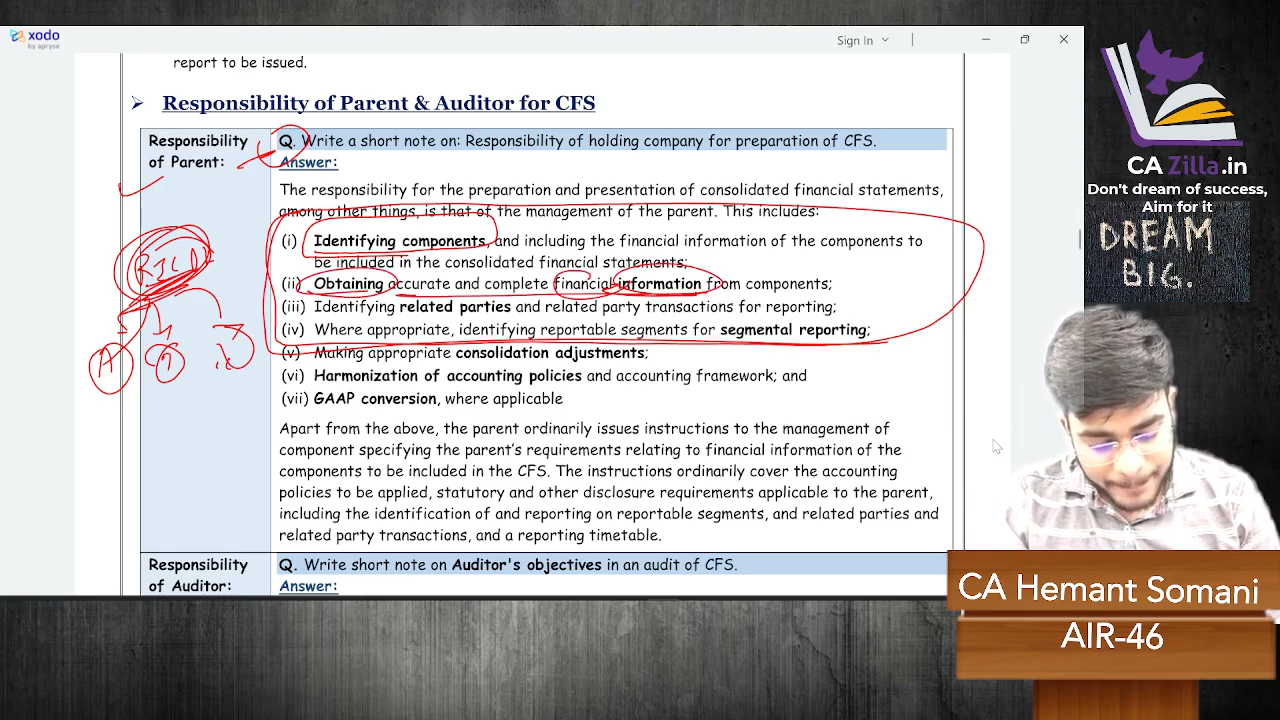 xodo
by apryse
Sign In
report to be issued.
Responsibility of Parent & Auditor for CFS
Responsibility
of Parent:
Q. Write a short note on: Responsibility of holding company for preparation of CFS.
Answer:
The responsibility for the preparation and presentation of consolidated financial statements,
among other things, is that of the management of the parent. This includes:
(i) Identifying components, and including the financial information of the components to
be included in the consolidated financial statements;
(ii) Obtaining accurate and complete financial information from components;
(iii) Identifying related parties and related party transactions for reporting;
(iv) Where appropriate, identifying reportable segments for segmental reporting;
(v) Making appropriate consolidation adjustments;
(vi) Harmonization of accounting policies and accounting framework; and
(vii) GAAP conversion, where applicable
Apart from the above, the parent ordinarily issues instructions to the management of
component specifying the parent's requirements relating to financial information of the
components to be included in the CFS. The instructions ordinarily cover the accounting
policies to be applied, statutory and other disclosure requirements applicable to the parent,
including the identification of and reporting on reportable segments, and related parties and
related party transactions, and a reporting timetable.
Responsibility
of Auditor:
Q. Write short note on Auditor's objectives in an audit of CFS.
Answer:
CA Zilla.in
Don't dream of success,
Aim for it
DREAM
BIG.
CA Hemant Somani
AIR-46